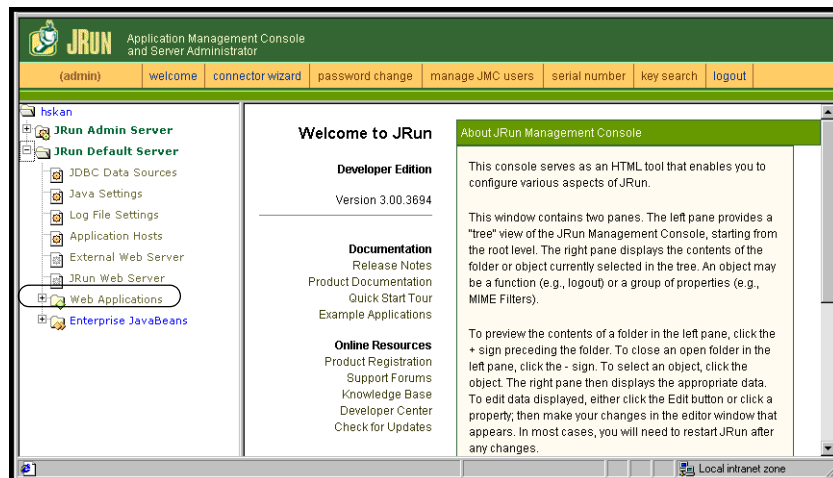 JRUN Application Management Console
and Server Administrator
(admin) welcome connector wizard password change manage JMC users serial number key search logout
hskan
JRun Admin Server
JRun Default Server
JDBC Data Sources
Java Settings
Log File Settings
Application Hosts
External Web Server
JRun Web Server
Web Applications
Enterprise JavaBeans
Welcome to JRun
Developer Edition
Version 3.00.3694
Documentation
Release Notes
Product Documentation
Quick Start Tour
Example Applications
Online Resources
Product Registration
Support Forums
Knowledge Base
Developer Center
Check for Updates
About JRun Management Console
This console serves as an HTML tool that enables you to
configure various aspects of JRun.
This window contains two panes. The left pane provides a
"tree" view of the JRun Management Console, starting from
the root level. The right pane displays the contents of the
folder or object currently selected in the tree. An object may
be a function (e.g., logout) or a group of properties (e.g.,
MIME Filters).
To preview the contents of a folder in the left pane, click the
+ sign preceding the folder. To close an open folder in the
left pane, click the - sign. To select an object, click the
object. The right pane then displays the appropriate data.
To edit data displayed, either click the Edit button or click a
property; then make your changes in the editor window that
appears. In most cases, you will need to restart JRun after
any changes.
Local intranet zone